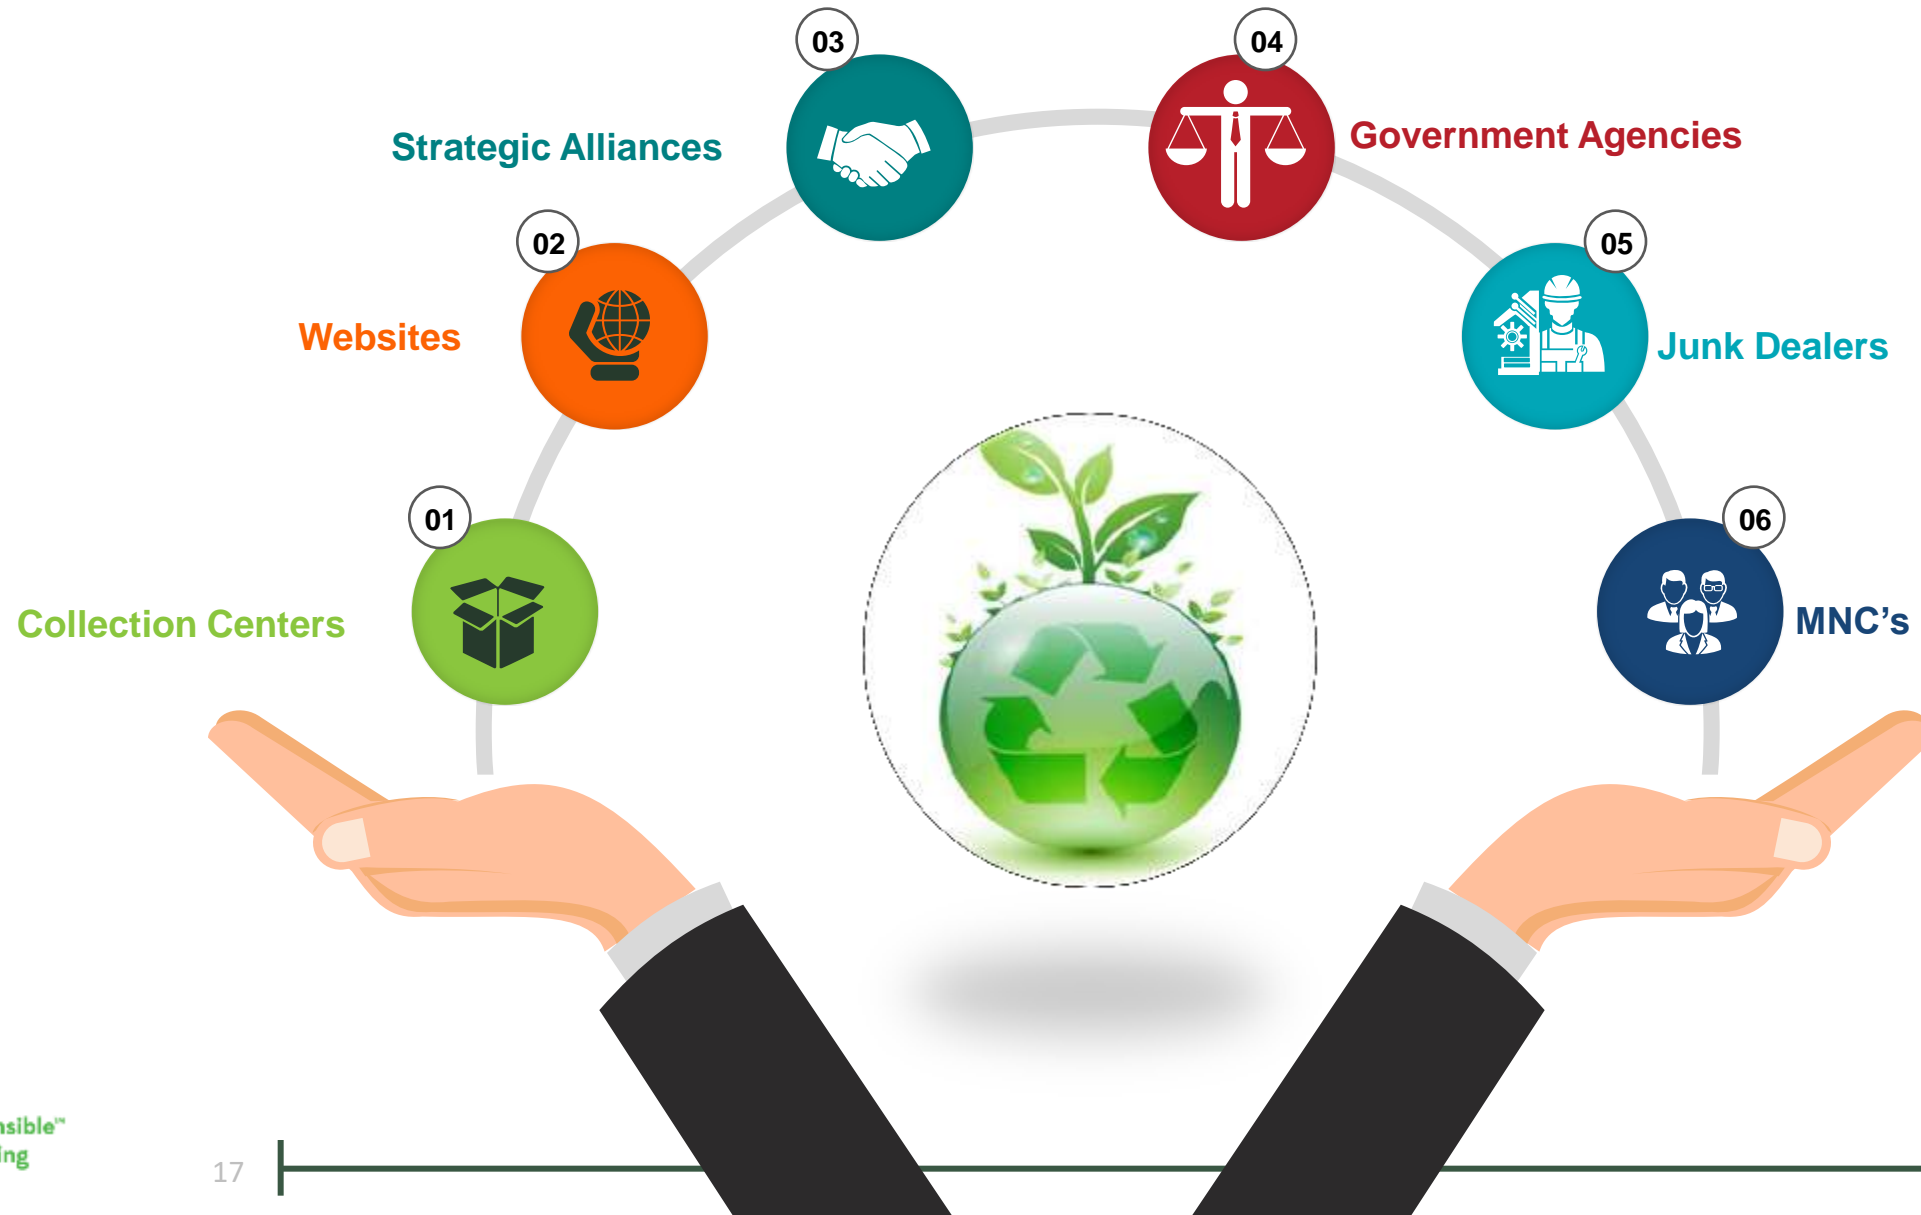 03
04
Strategic Alliances
Government Agencies
02
05
Websites
Junk Dealers
01
06
Collection Centers
MNC’s
17